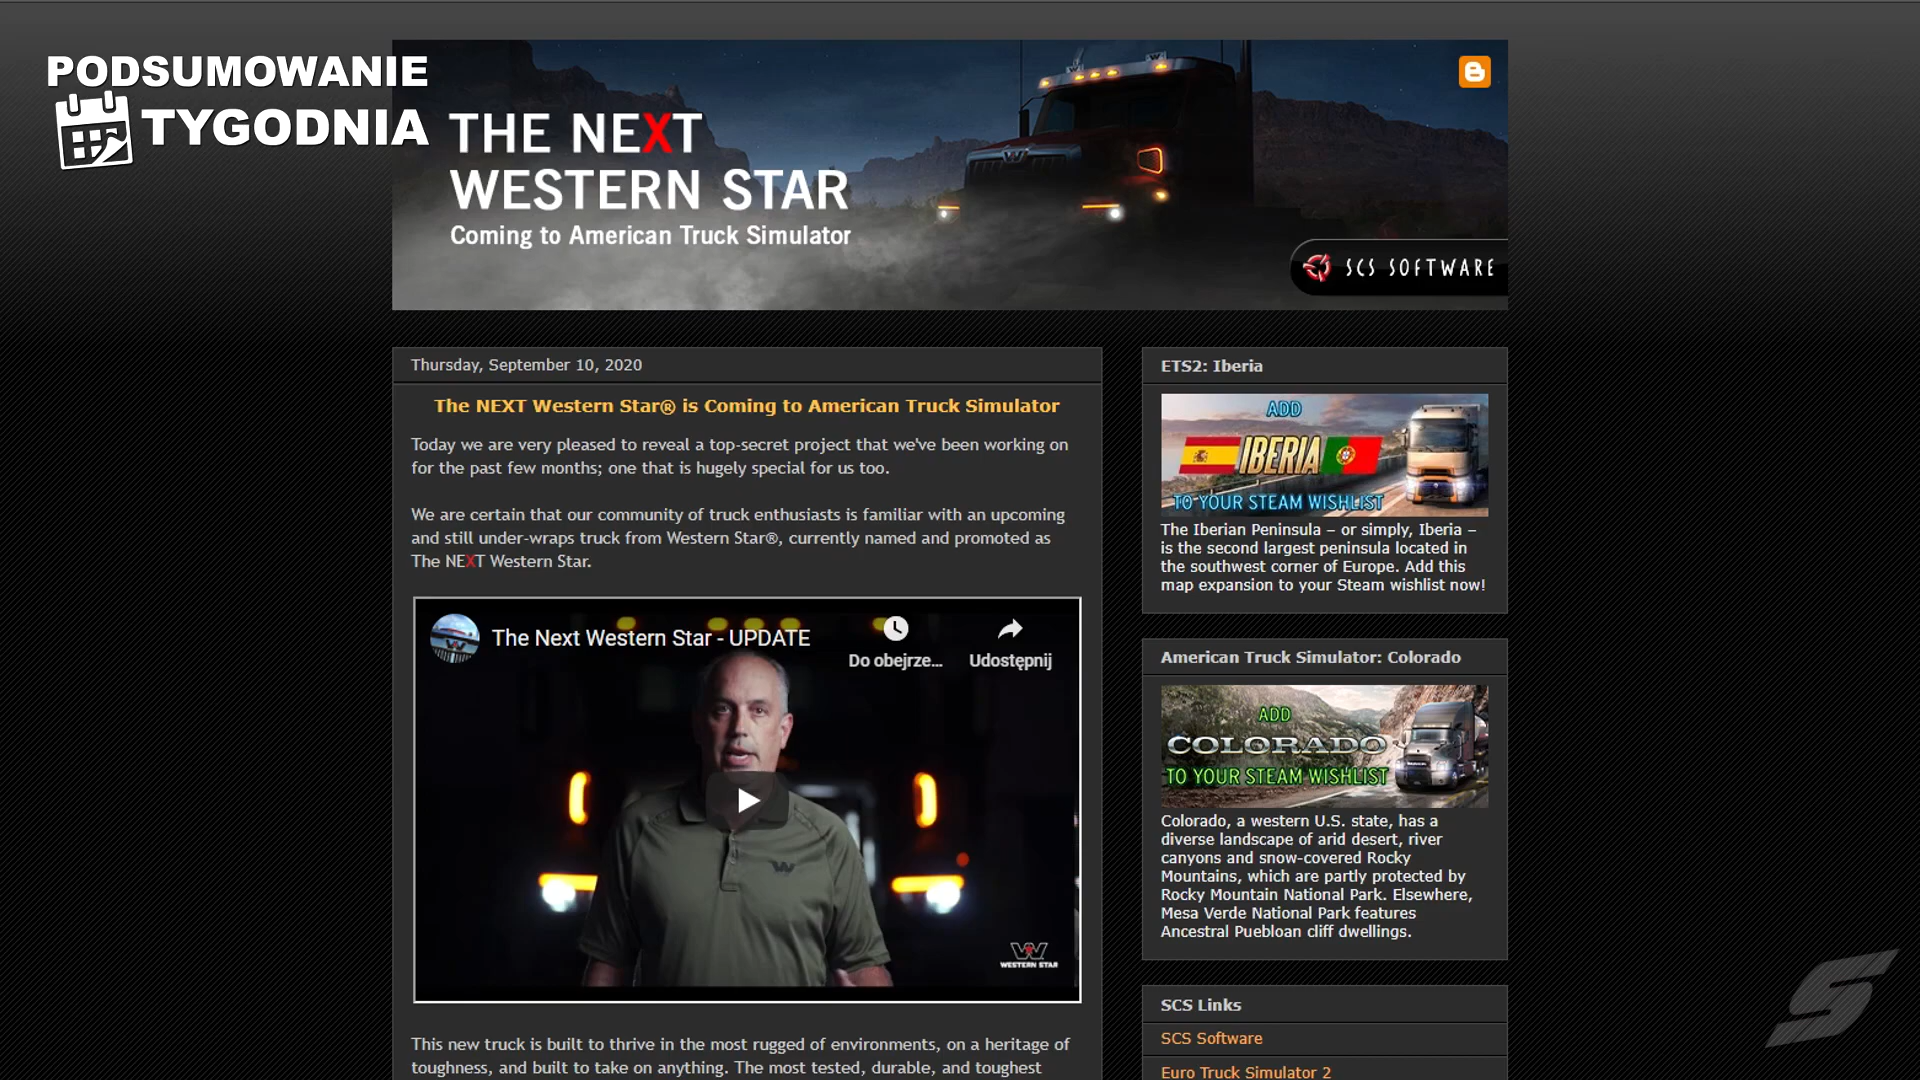 PODSUMOWANIE
TYGODNIA
THE NEXT
WESTERN STAR
Coming to American Truck Simulator
SCS SOFTWARE
Thursday, September 10, 2020
The NEXT Western Star® is Coming to American Truck Simulator
Today we are very pleased to reveal a top-secret project that we've been working on
for the past few months; one that is hugely special for us too.
We are certain that our community of truck enthusiasts is familiar with an upcoming
and still under-wraps truck from Western Star®, currently named and promoted as
The NEXT Western Star.
The Next Western Star - UPDATE
Do obejrze...
Udostępnij
WESTERN STAR
This new truck is built to thrive in the most rugged of environments, on a heritage of
toughness, and built to take on anything. The most tested, durable, and toughest
ETS2: Iberia
ADD
IBERIA
TO YOUR STEAM WISHLIST
The Iberian Peninsula – or simply, Iberia –
is the second largest peninsula located in
the southwest corner of Europe. Add this
map expansion to your Steam wishlist now!
American Truck Simulator: Colorado
ADD
COLORADO
TO YOUR STEAM WISHLIST
Colorado, a western U.S. state, has a
diverse landscape of arid desert, river
canyons and snow-covered Rocky
Mountains, which are partly protected by
Rocky Mountain National Park. Elsewhere,
Mesa Verde National Park features
Ancestral Puebloan cliff dwellings.
SCS Links
SCS Software
Euro Truck Simulator 2